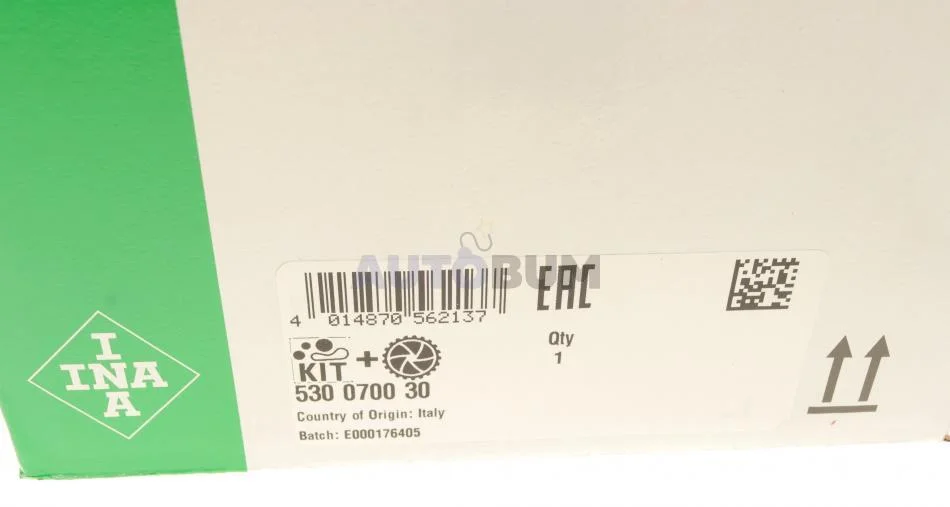 AUTOBUM
4 014870 562137
EAC
Qty
1
KIT +
530 0700 30
Country of Origin: Italy
Batch: E000176405
I
INA
A